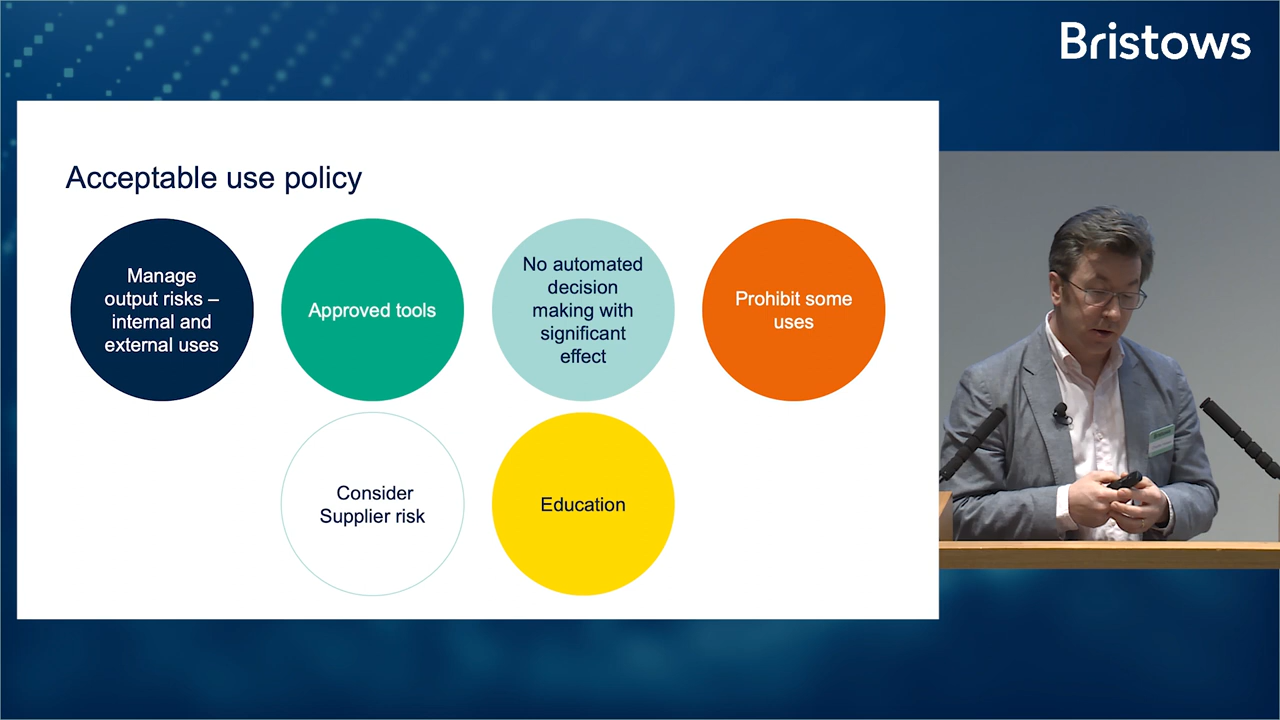 Bristows
Acceptable use policy
Manage
output risks –
internal and
external uses
Approved tools
No automated
decision
making with
significant
effect
Prohibit some
uses
Consider
Supplier risk
Education